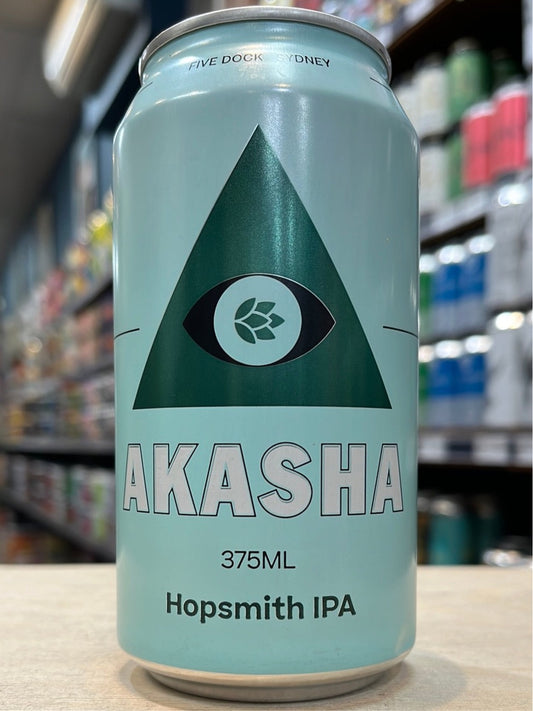 FIVE DOCK SYDNEY
AKASHA
375ML
Hopsmith IPA